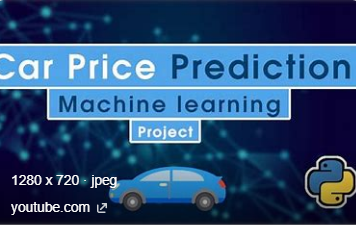 Car Price Prediction
Machine learning
Project
1280 x 720 · jpeg
youtube.com